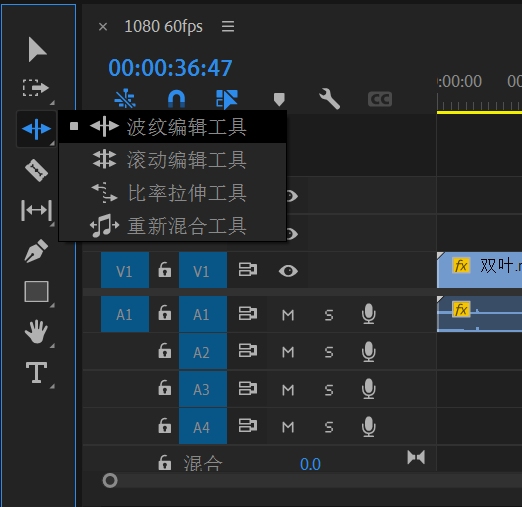 × 1080 60fps
00:00:36:47
:00:00
00:
CC
波纹编辑工具
滚动编辑工具
比率拉伸工具
重新混合工具
V1 V1 fx 双叶.m
A1 A1 M S fx
A2 M S
A3 M S
A4 M S
T
混合 0.0